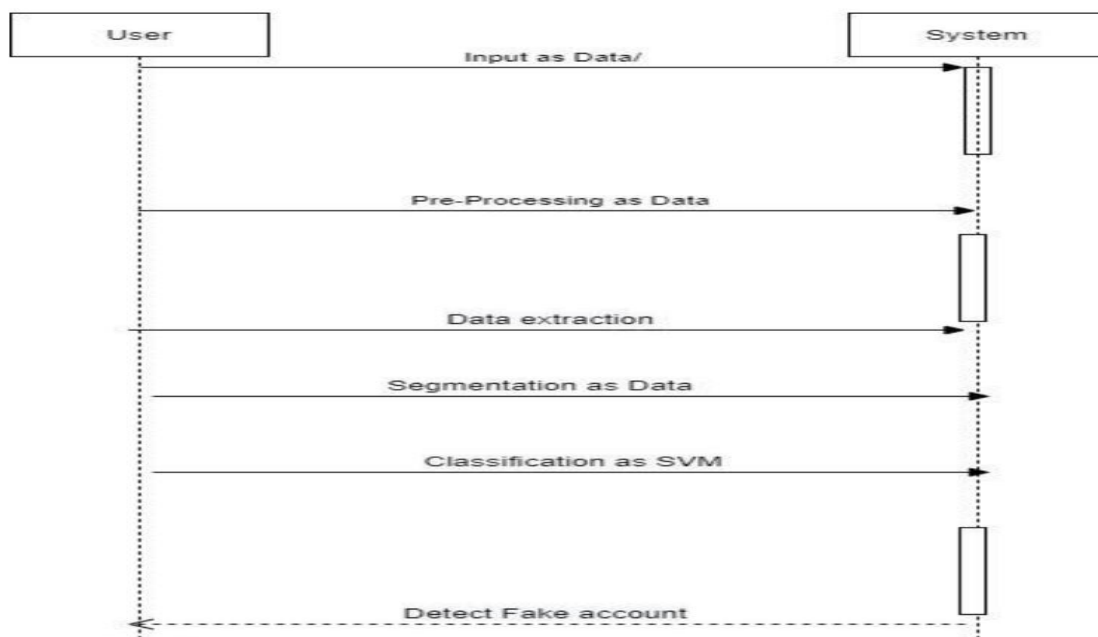 User
System
Input as Data/
Pre-Processing as Data
Data extraction
Segmentation as Data
Classification as SVM
Detect Fake account